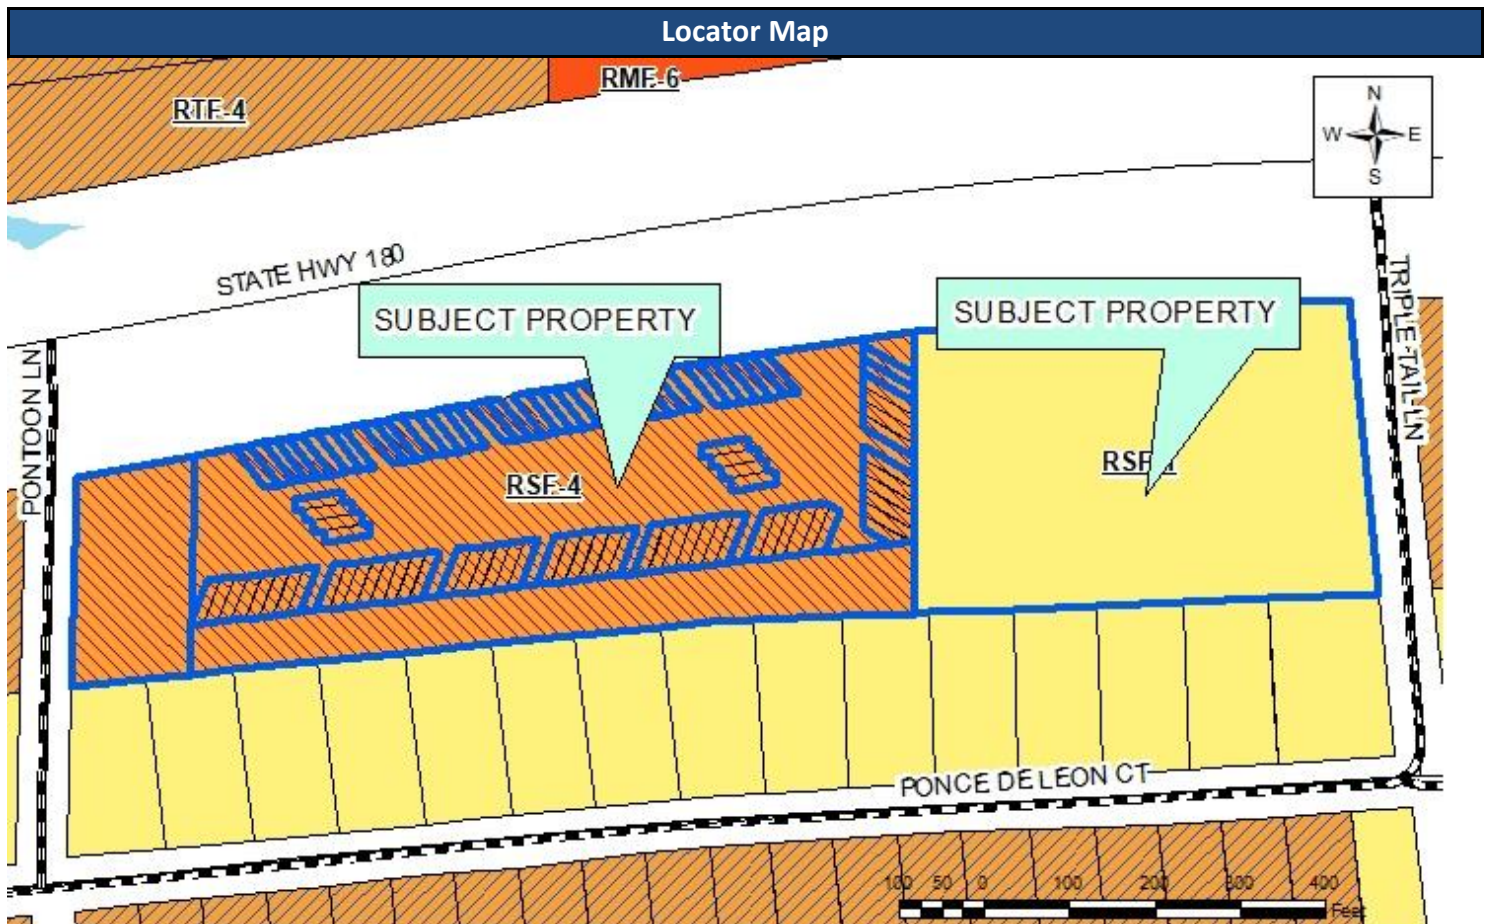 Locator Map
RMF-6
RTF-4
N
W E
S
STATE HWY 180
SUBJECT PROPERTY
SUBJECT PROPERTY
TRIPLE-TAIL LN
PONTOON LN
RSF-4
PONCE DE LEON CT
100 50 0 100 200 300 400
Feet